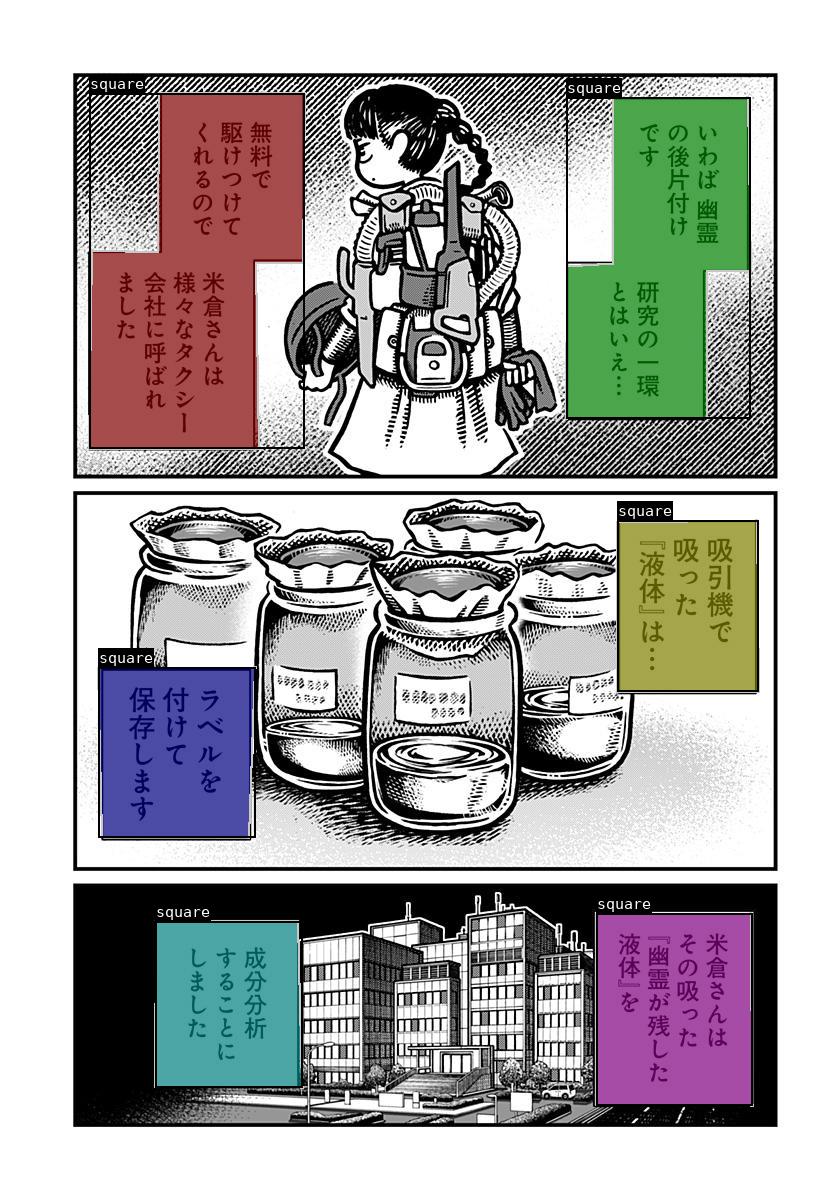 square
square
いわば 幽霊
の後片付け
です
研究の一環
とはいえ…
無料で
駆けつけて
くれるので
米倉さんは
様々なタクシー
会社に呼ばれ
ました
square
吸引機で
吸った
『液体』は…
square
ラベルを
付けて
保存します
square
米倉さんは
その吸った
『幽霊が残した
液体』を
square
成分分析
することに
しました